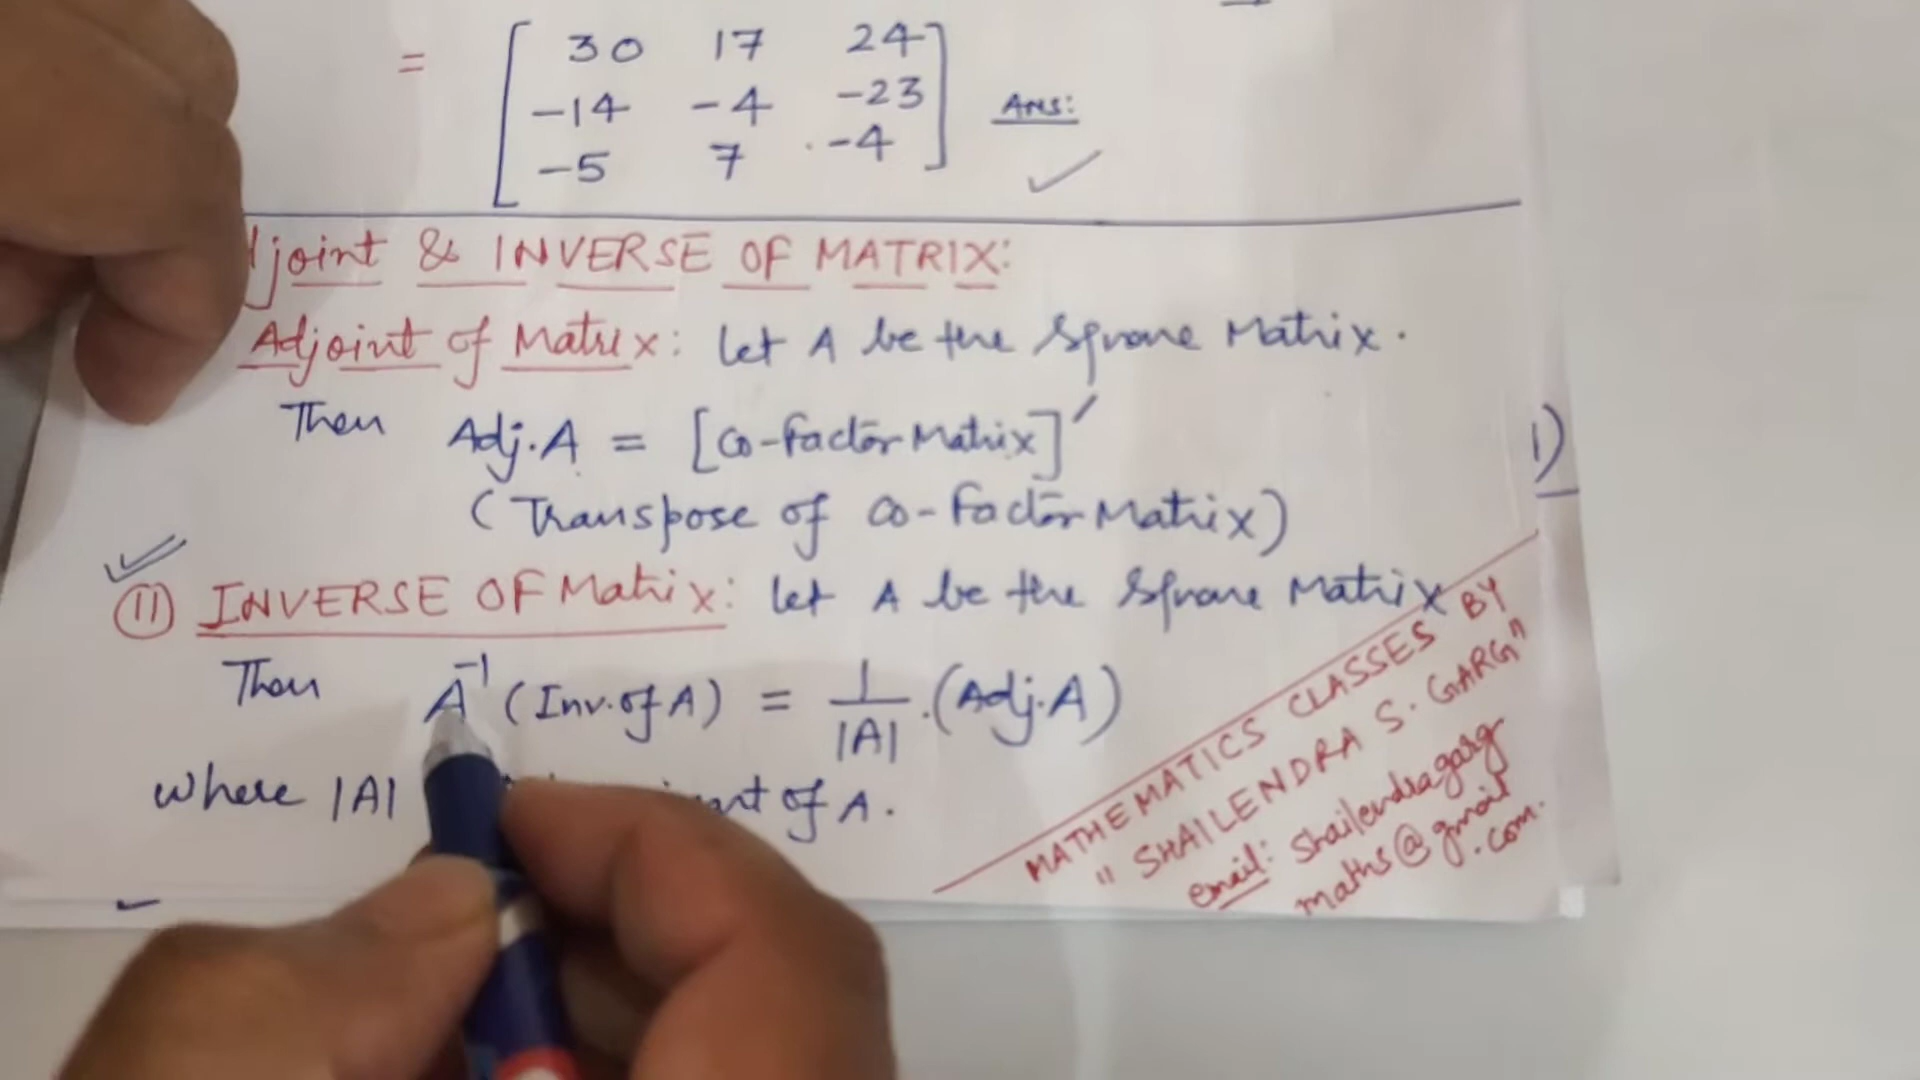 = [ 30 17 24
-14 -4 -23
-5 7 -4 ] Ans:
joint & INVERSE OF MATRIX:
Adjoint of Matrix: Let A be the Square Matrix.
Then Adj.A = [Co-factor Matrix]′
(Transpose of Co-factor Matrix)
1)
(11) INVERSE OF Matrix: let A be the Square Matrix
Then A⁻¹ (Inv. of A) = 1/|A| . (Adj.A)
where |A| of A.
MATHEMATICS CLASSES BY
"SHAILENDRA S. GARG"
email: shailendragarg
maths@gmail
.com.